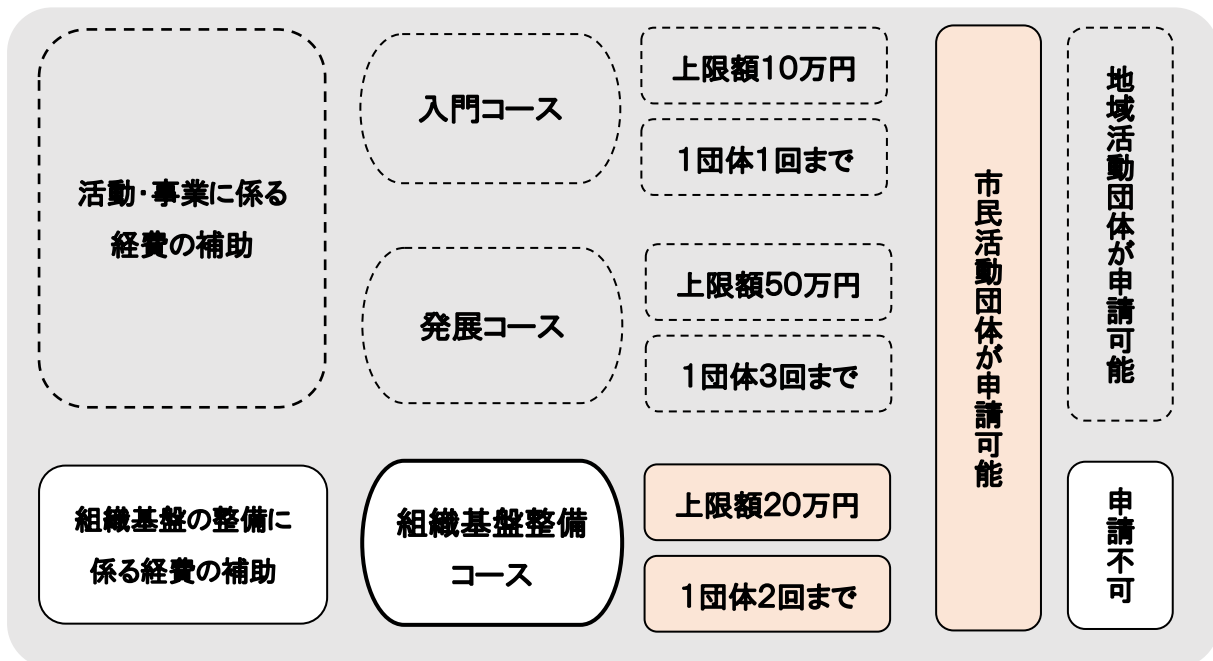 活動・事業に係る
経費の補助
入門コース
上限額10万円
1団体1回まで
発展コース
上限額50万円
1団体3回まで
組織基盤の整備に
係る経費の補助
組織基盤整備
コース
上限額20万円
1団体2回まで
市民活動団体が申請可能
地域活動団体が申請可能
申請不可